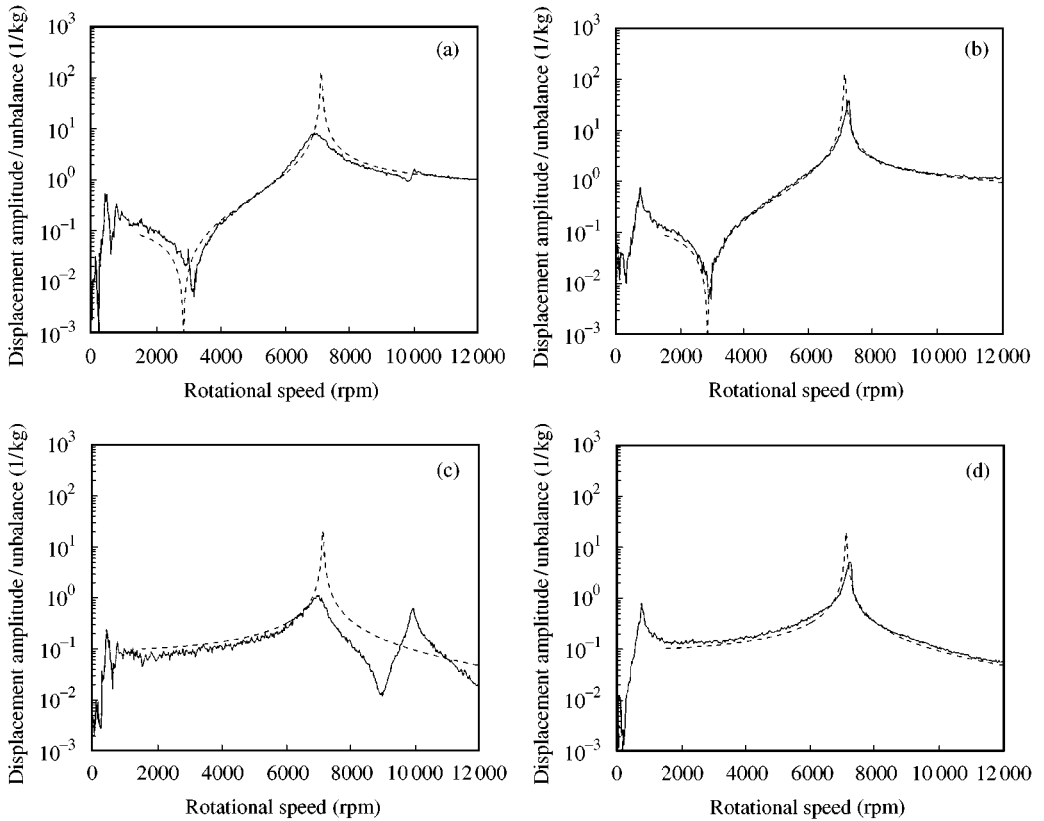 Displacement amplitude/unbalance (1/kg)
10³
10²
10¹
10⁰
10⁻¹
10⁻²
10⁻³
(a)
0 2000 4000 6000 8000 10 000 12 000
Rotational speed (rpm)
Displacement amplitude/unbalance (1/kg)
10³
10²
10¹
10⁰
10⁻¹
10⁻²
10⁻³
(b)
0 2000 4000 6000 8000 10 000 12 000
Rotational speed (rpm)
Displacement amplitude/unbalance (1/kg)
10³
10²
10¹
10⁰
10⁻¹
10⁻²
10⁻³
(c)
0 2000 4000 6000 8000 10 000 12 000
Rotational speed (rpm)
Displacement amplitude/unbalance (1/kg)
10³
10²
10¹
10⁰
10⁻¹
10⁻²
10⁻³
(d)
0 2000 4000 6000 8000 10 000 12 000
Rotational speed (rpm)